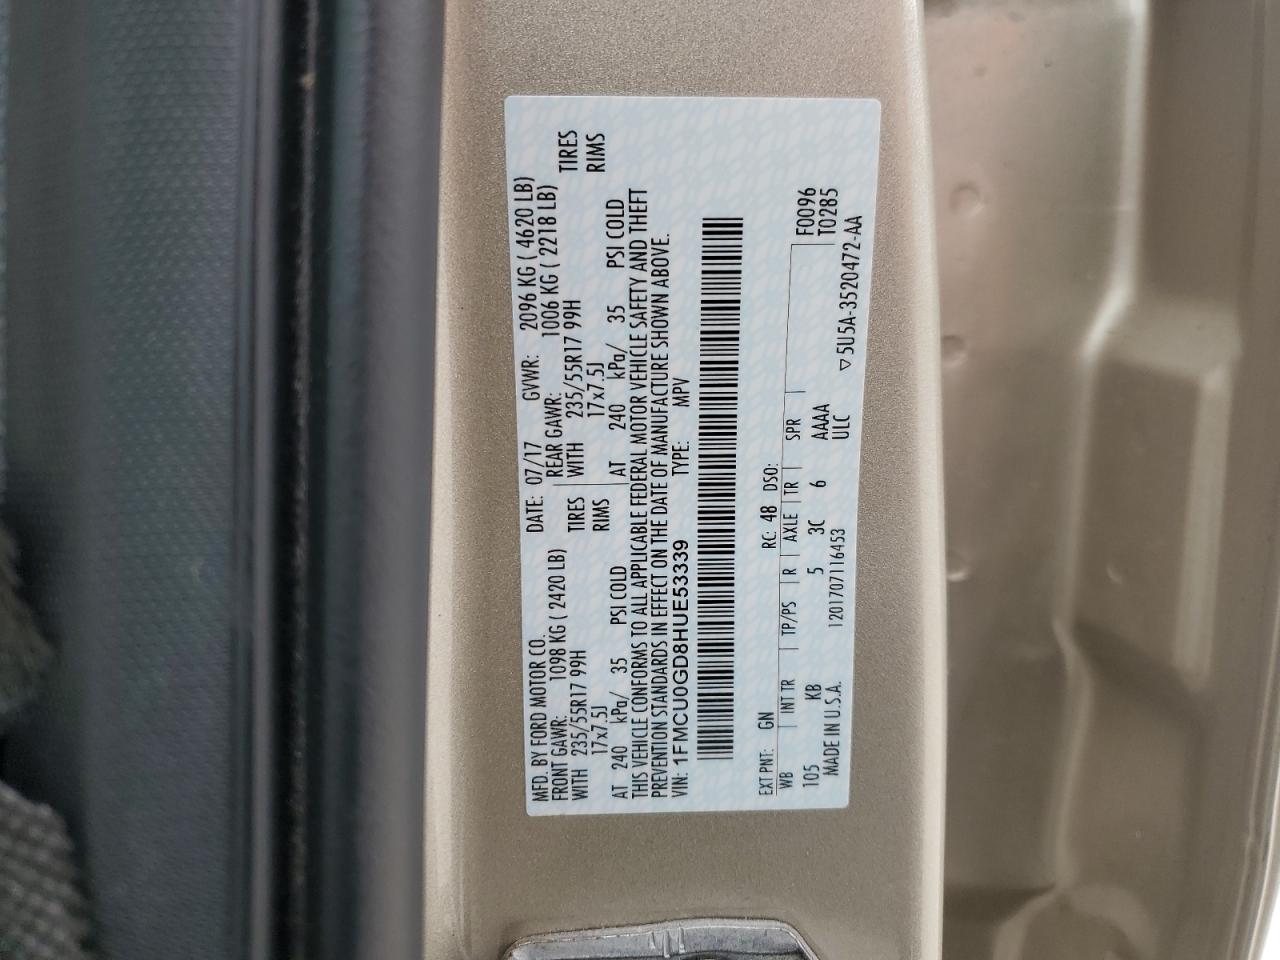 MFD. BY FORD MOTOR CO. DATE: 07/17 GVWR: 2096 KG ( 4620 LB)
FRONT GAWR: 1098 KG ( 2420 LB) REAR GAWR: 1006 KG ( 2218 LB)
WITH 235/55R17 99H TIRES WITH 235/55R17 99H TIRES
17x7.5J RIMS 17x7.5J RIMS
AT 240 kPa/ 35 PSI COLD AT 240 kPa/ 35 PSI COLD
THIS VEHICLE CONFORMS TO ALL APPLICABLE FEDERAL MOTOR VEHICLE SAFETY AND THEFT
PREVENTION STANDARDS IN EFFECT ON THE DATE OF MANUFACTURE SHOWN ABOVE.
VIN: 1FMCU0GD8HUE53339 TYPE: MPV
EXT PNT: GN RC: 48 DSO:
WB INT TR TP/PS R AXLE TR SPR F0096
105 KB 5 3C 6 AAAA T0285
MADE IN U.S.A. 1201707116453 ULC ▽5U5A-3520472-AA